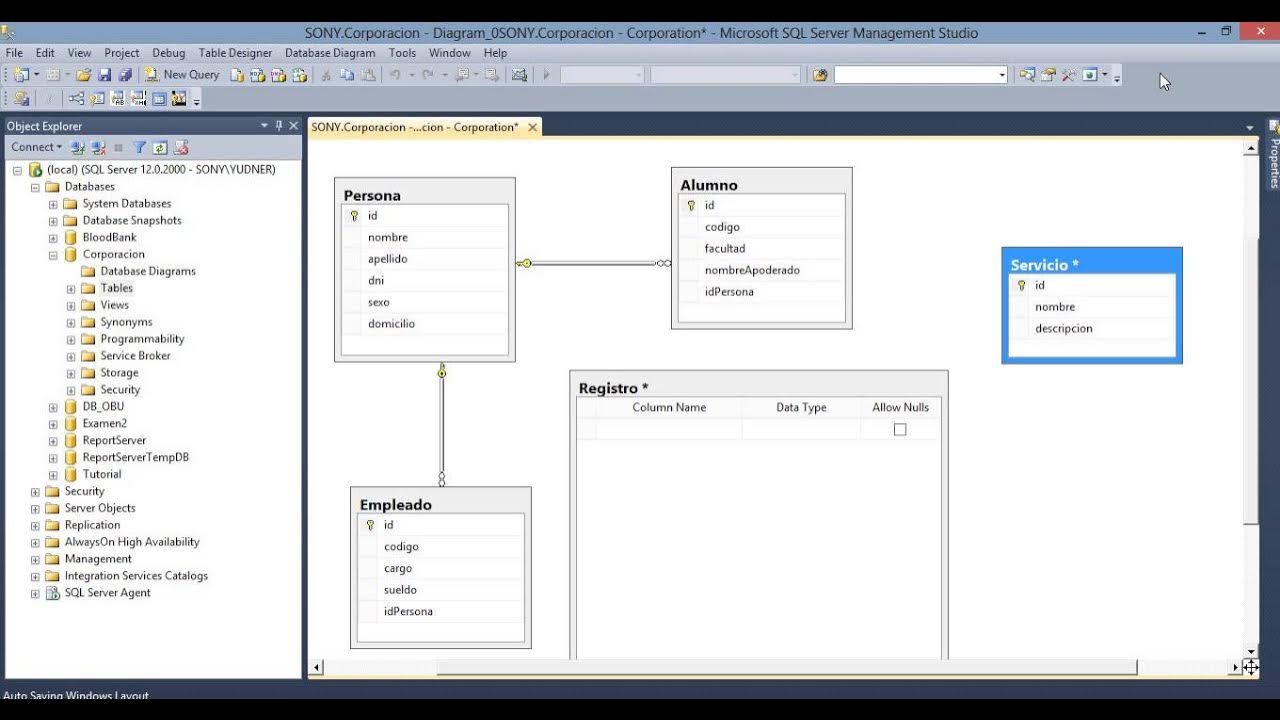 SONY.Corporacion - Diagram_0SONY.Corporacion - Corporation* - Microsoft SQL Server Management Studio
File Edit View Project Debug Table Designer Database Diagram Tools Window Help
New Query
Object Explorer
Connect
(local) (SQL Server 12.0.2000 - SONY\YUDNER)
Databases
System Databases
Database Snapshots
BloodBank
Corporacion
Database Diagrams
Tables
Views
Synonyms
Programmability
Service Broker
Storage
Security
DB_OBU
Examen2
ReportServer
ReportServerTempDB
Tutorial
Security
Server Objects
Replication
AlwaysOn High Availability
Management
Integration Services Catalogs
SQL Server Agent
SONY.Corporacion -...cion - Corporation*
Persona
id
nombre
apellido
dni
sexo
domicilio
Alumno
id
codigo
facultad
nombreApoderado
idPersona
Servicio *
id
nombre
descripcion
Registro *
Column Name Data Type Allow Nulls
Empleado
id
codigo
cargo
sueldo
idPersona
Properties
Auto Saving Windows Layout